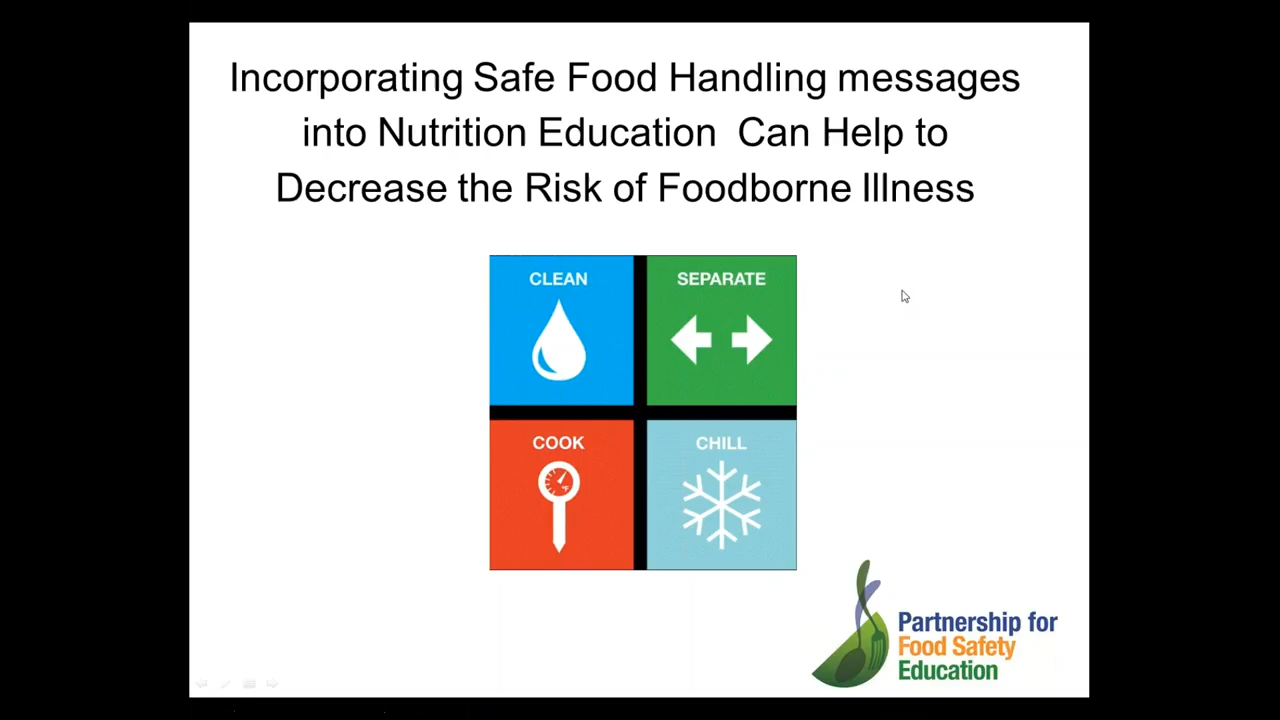 Incorporating Safe Food Handling messages
into Nutrition Education  Can Help to
Decrease the Risk of Foodborne Illness
CLEAN
SEPARATE
COOK
°F
CHILL
Partnership for
Food Safety
Education